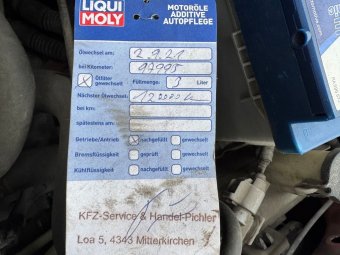 LIQUI MOLY
MOTORÖLE
ADDITIVE
AUTOPFLEGE
Ölwechsel am: 2.9.21
bei Kilometer: 97995
Ölfilter gewechselt Füllmenge: 3 Liter
Nächster Ölwechsel:
bei km:
spätestens am:
Getriebe/Antrieb nachgefüllt gewechselt
Bremsflüssigkeit geprüft gewechselt
Kühlflüssigkeit nachgefüllt gewechselt
KFZ-Service & Handel-Pichler
Loa 5, 4343 Mitterkirchen